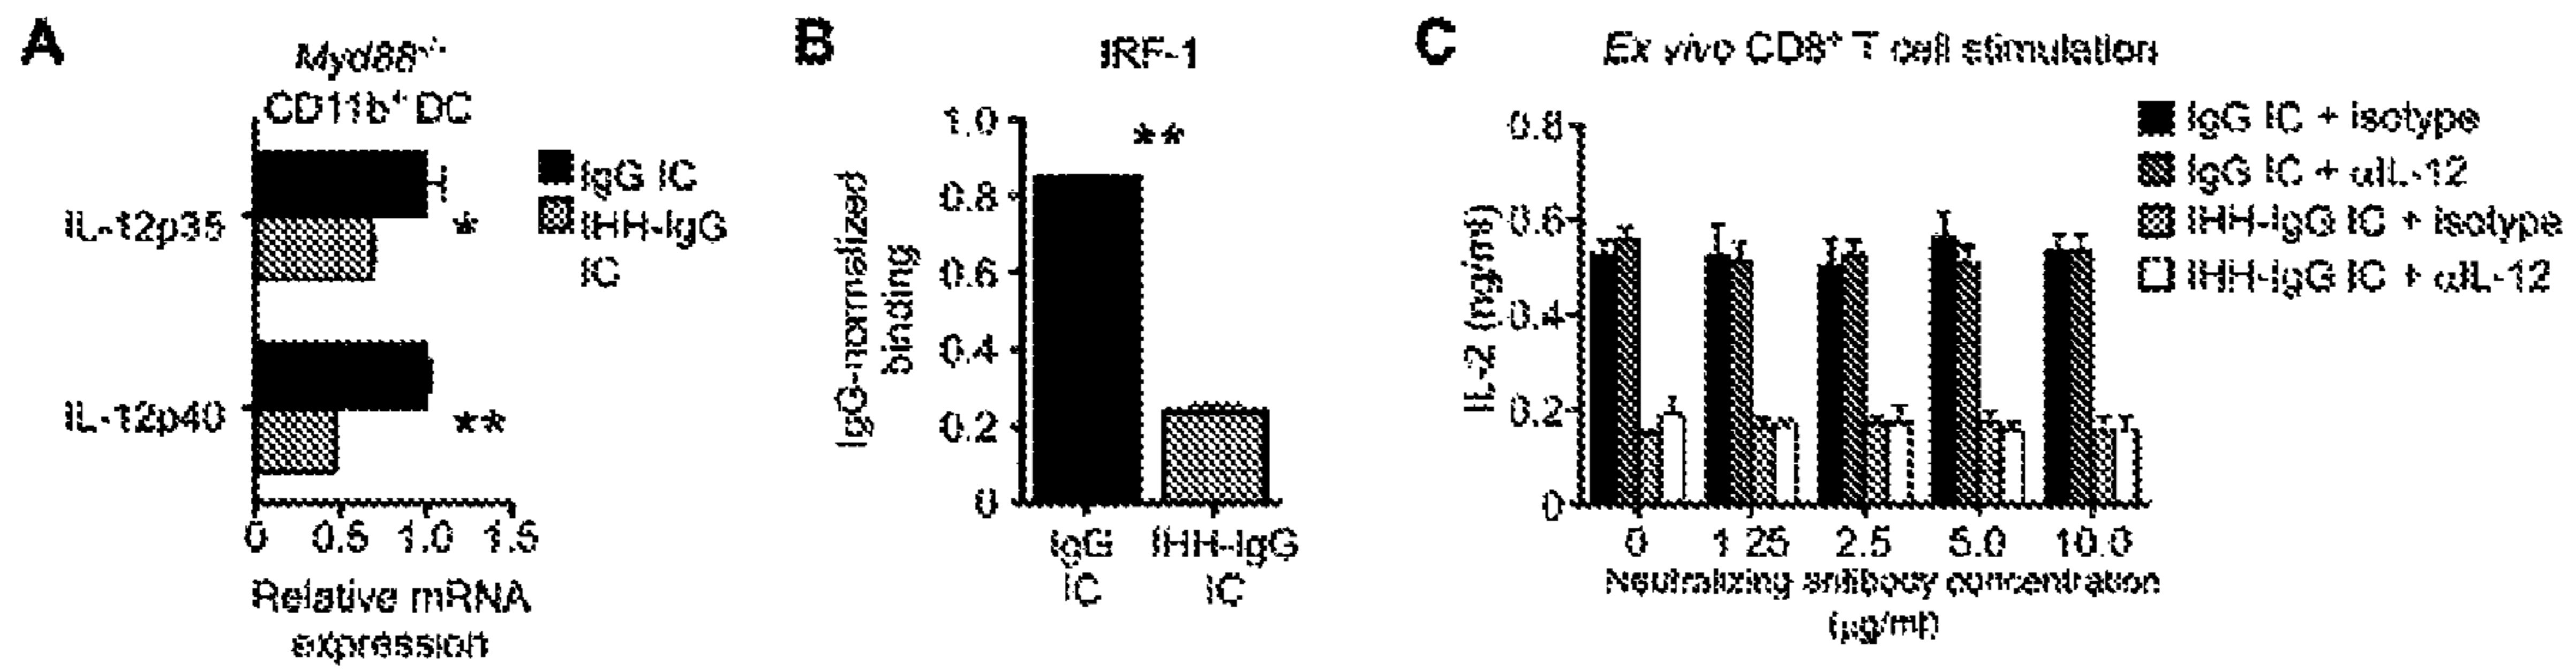 A
Myd88-/-
CD11b+ DC
IL-12p35
*
IL-12p40
**
0 0.5 1.0 1.5
Relative mRNA
expression
IgG IC
IHH-IgG
IC
B
IRF-1
**
IgG-normalized
binding
1.0
0.8
0.6
0.4
0.2
0
IgG
IC
IHH-IgG
IC
C
Ex vivo CD8+ T cell stimulation
IL-2 (ng/ml)
0.8
0.6
0.4
0.2
0
0 1 25 2.5 5.0 10.0
Neutralizing antibody concentration
(µg/ml)
IgG IC + isotype
IgG IC + αIL-12
IHH-IgG IC + isotype
IHH-IgG IC + αIL-12